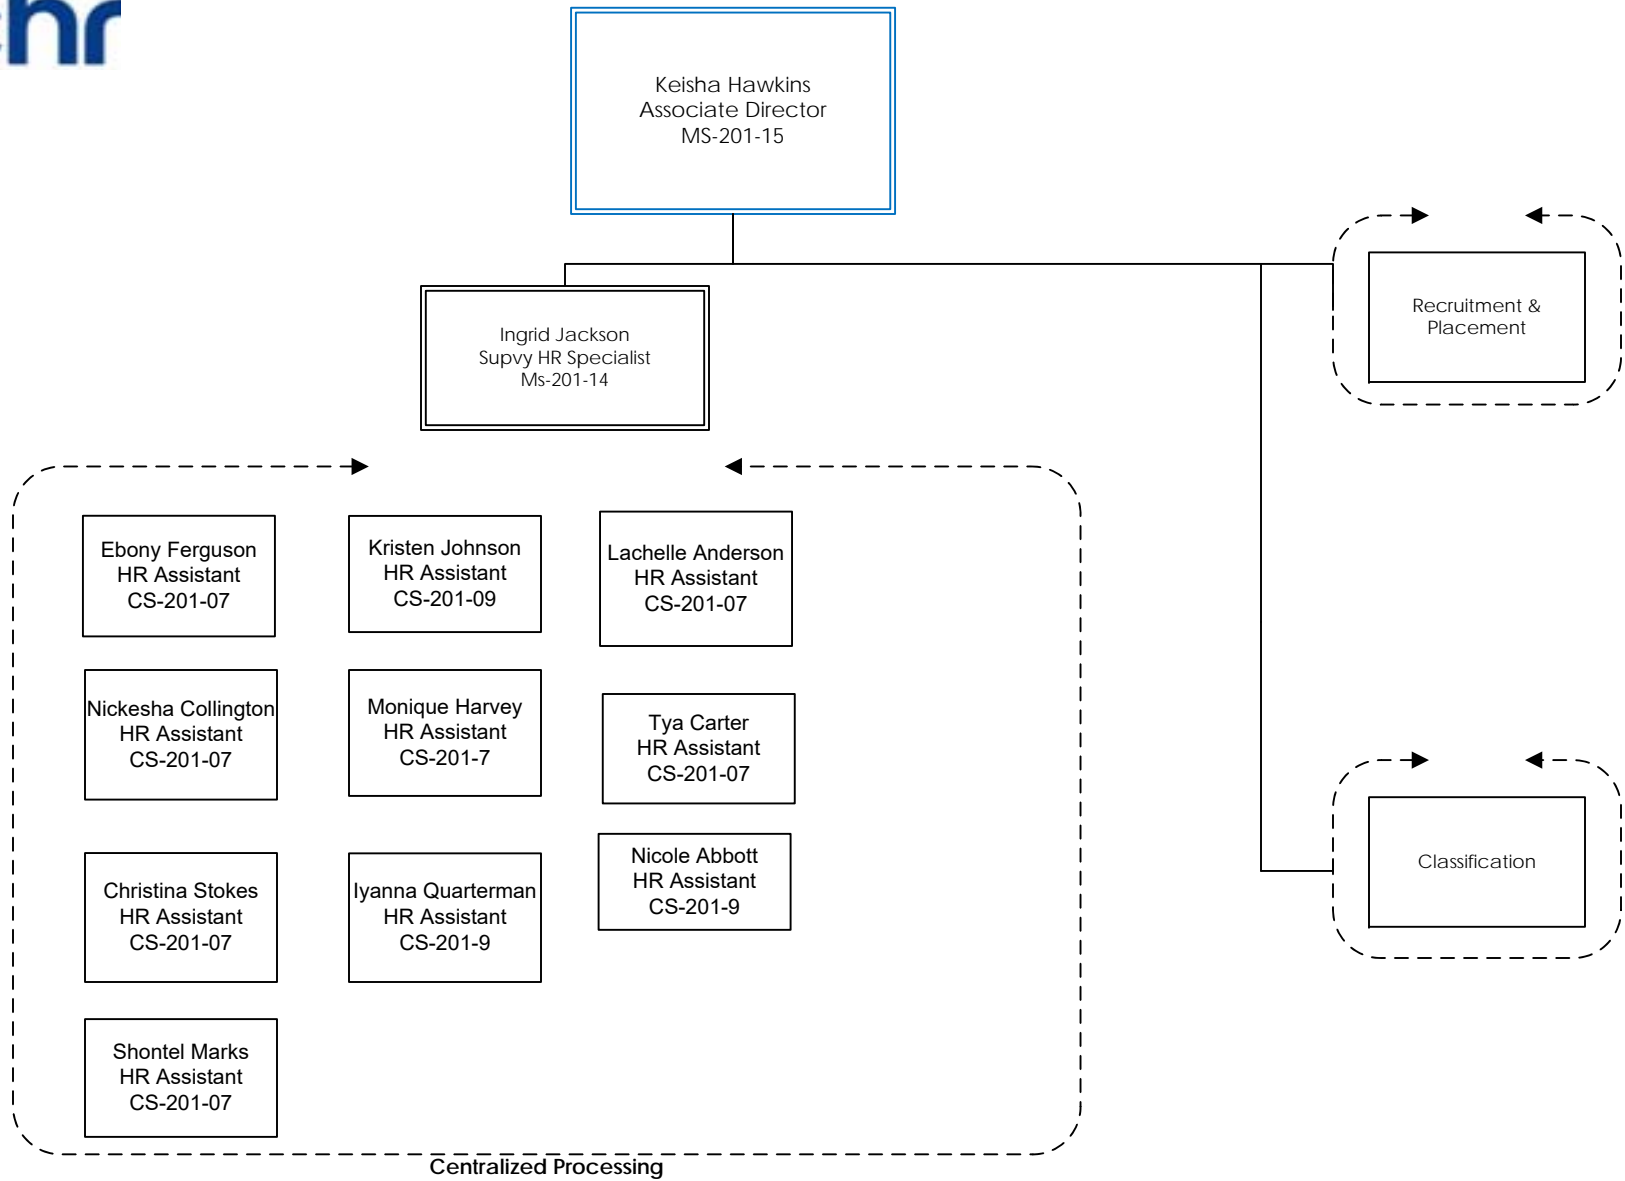 hr
Keisha Hawkins
Associate Director
MS-201-15
Ingrid Jackson
Supvy HR Specialist
Ms-201-14
Recruitment &
Placement
Ebony Ferguson
HR Assistant
CS-201-07
Kristen Johnson
HR Assistant
CS-201-09
Lachelle Anderson
HR Assistant
CS-201-07
Nickesha Collington
HR Assistant
CS-201-07
Monique Harvey
HR Assistant
CS-201-7
Tya Carter
HR Assistant
CS-201-07
Classification
Christina Stokes
HR Assistant
CS-201-07
Iyanna Quarterman
HR Assistant
CS-201-9
Nicole Abbott
HR Assistant
CS-201-9
Shontel Marks
HR Assistant
CS-201-07
Centralized Processing